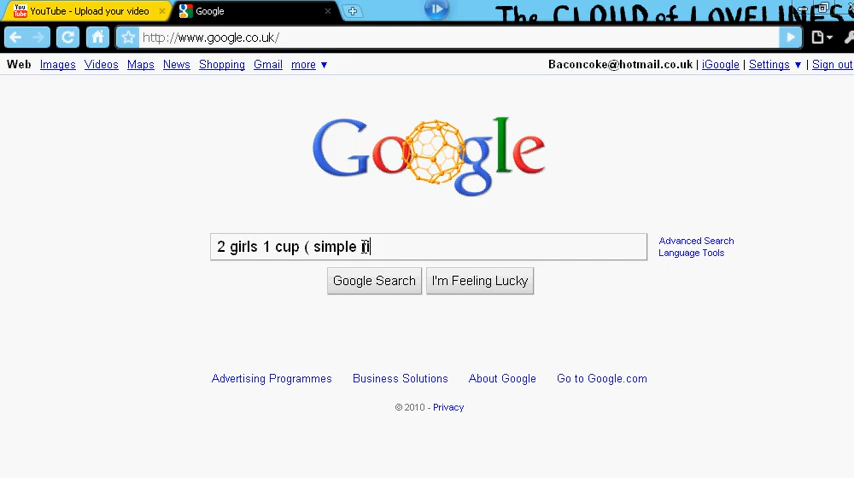 YouTube - Upload your video Google The CLOUD of LOVELINESS
http://www.google.co.uk/
Web Images Videos Maps News Shopping Gmail more ▼ Baconcoke@hotmail.co.uk | iGoogle | Settings ▼ | Sign out
Google
2 girls 1 cup ( simple
Advanced Search
Language Tools
Google Search I'm Feeling Lucky
Advertising Programmes Business Solutions About Google Go to Google.com
© 2010 - Privacy